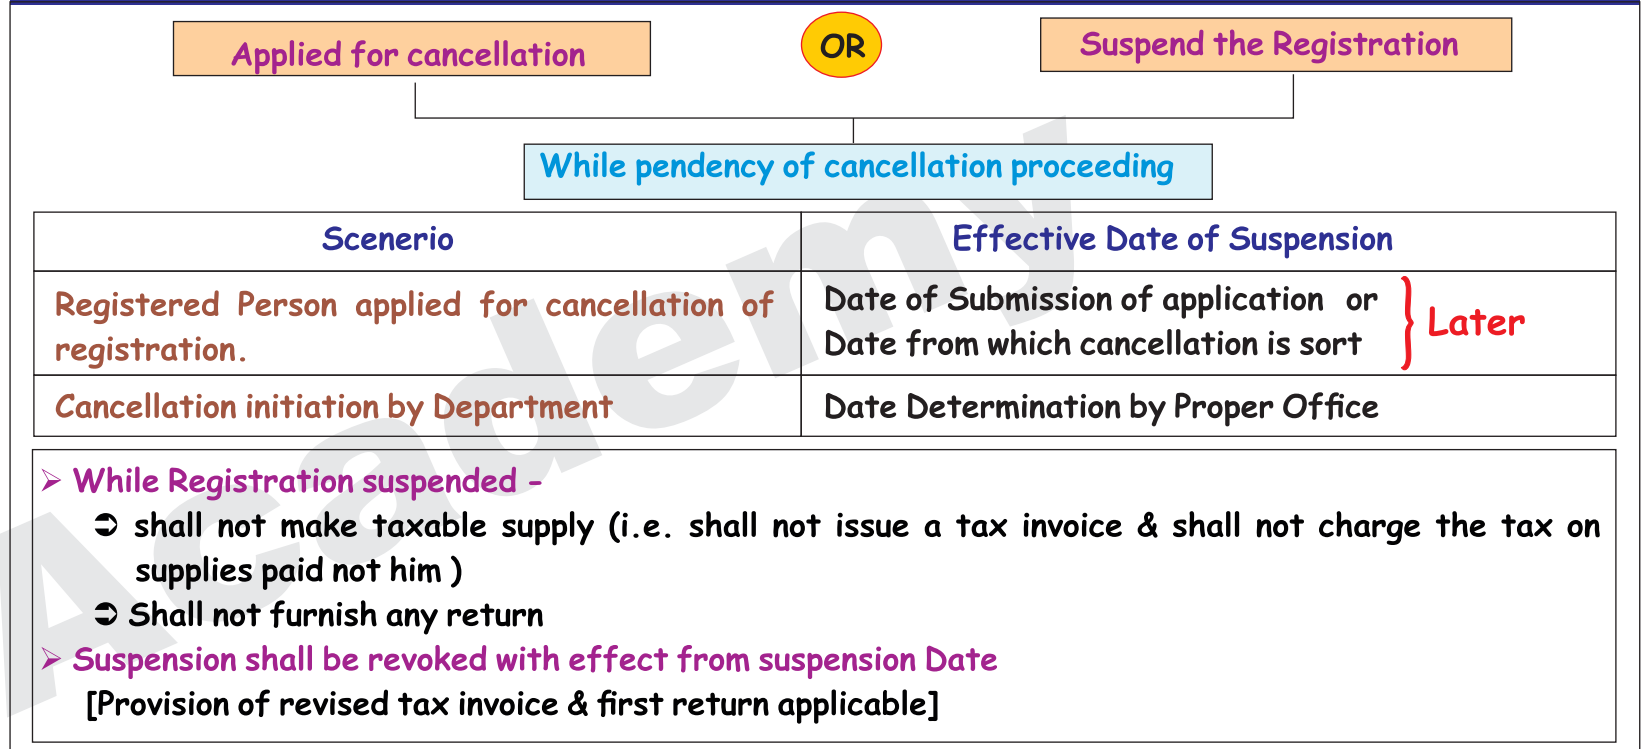 Applied for cancellation
OR
Suspend the Registration
While pendency of cancellation proceeding
Scenerio
Effective Date of Suspension
Registered Person applied for cancellation of
registration.
Date of Submission of application or
Date from which cancellation is sort
Later
Cancellation initiation by Department
Date Determination by Proper Office
➢ While Registration suspended -
➲ shall not make taxable supply (i.e. shall not issue a tax invoice & shall not charge the tax on
supplies paid not him )
➲ Shall not furnish any return
➢ Suspension shall be revoked with effect from suspension Date
[Provision of revised tax invoice & first return applicable]
Academy